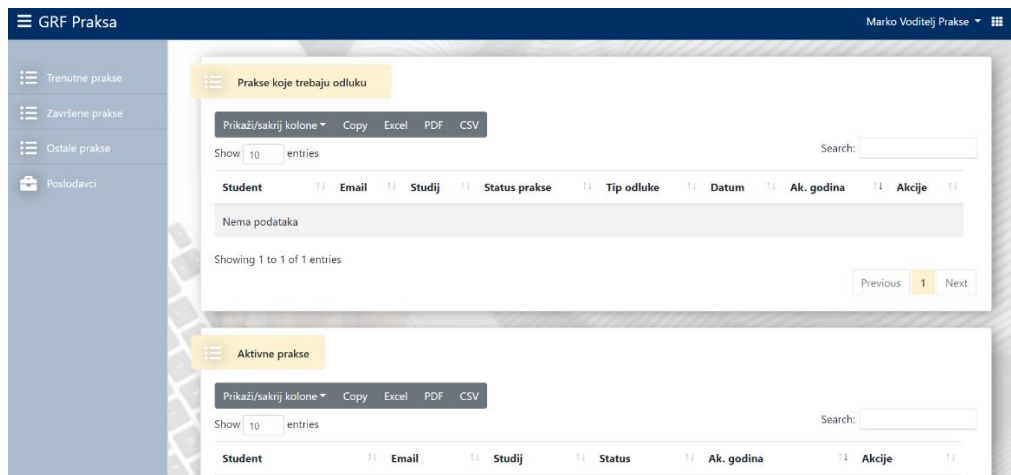 GRF Praksa
Marko Voditelj Prakse
Trenutne prakse
Završene prakse
Ostale prakse
Poslodavci
Prakse koje trebaju odluku
Prikaži/sakrij kolone Copy Excel PDF CSV
Show 10 entries
Search:
Student Email Studij Status prakse Tip odluke Datum Ak. godina Akcije
Nema podataka
Showing 1 to 1 of 1 entries
Previous 1 Next
Aktivne prakse
Prikaži/sakrij kolone Copy Excel PDF CSV
Show 10 entries
Search:
Student Email Studij Status Ak. godina Akcije